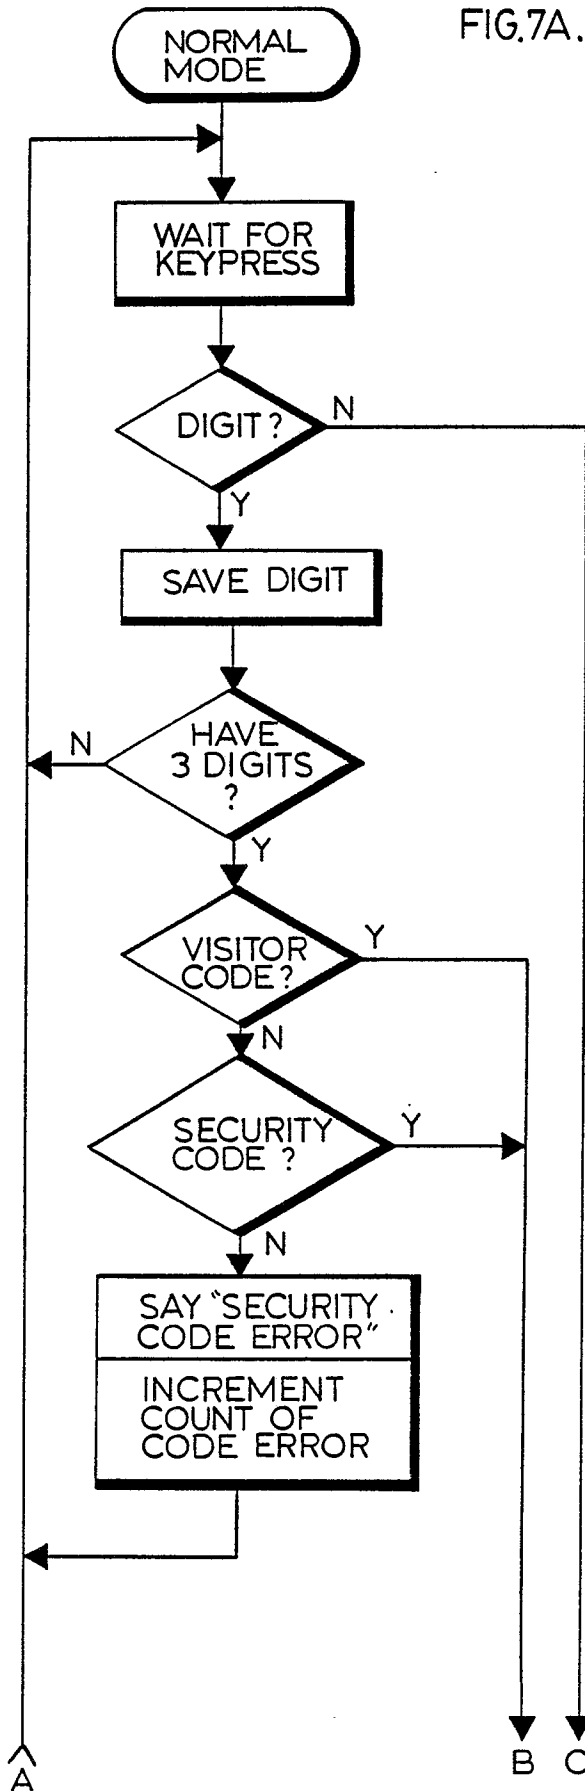 FIG.7A.
NORMAL
MODE
WAIT FOR
KEYPRESS
DIGIT?
N
Y
SAVE DIGIT
HAVE
3 DIGITS
?
N
Y
VISITOR
CODE?
Y
N
SECURITY
CODE ?
Y
N
SAY "SECURITY
CODE ERROR"
INCREMENT
COUNT OF
CODE ERROR
A
B
C